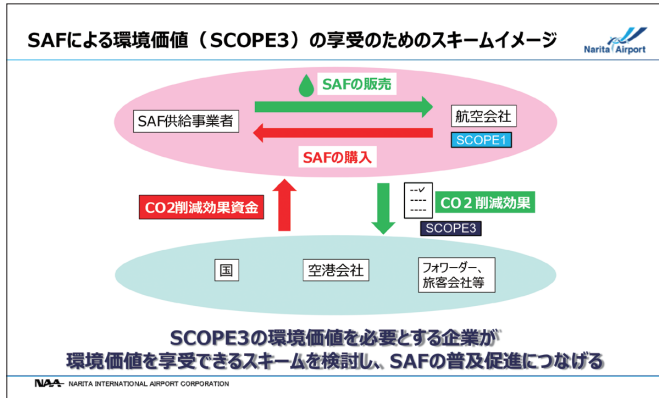 SAFによる環境価値（SCOPE3）の享受のためのスキームイメージ
Narita Airport
SAFの販売
SAF供給事業者
航空会社
SCOPE1
SAFの購入
CO2削減効果資金
CO2削減効果
SCOPE3
国
空港会社
フォワーダー、
旅客会社等
SCOPE3の環境価値を必要とする企業が
環境価値を享受できるスキームを検討し、SAFの普及促進につなげる
NAA NARITA INTERNATIONAL AIRPORT CORPORATION